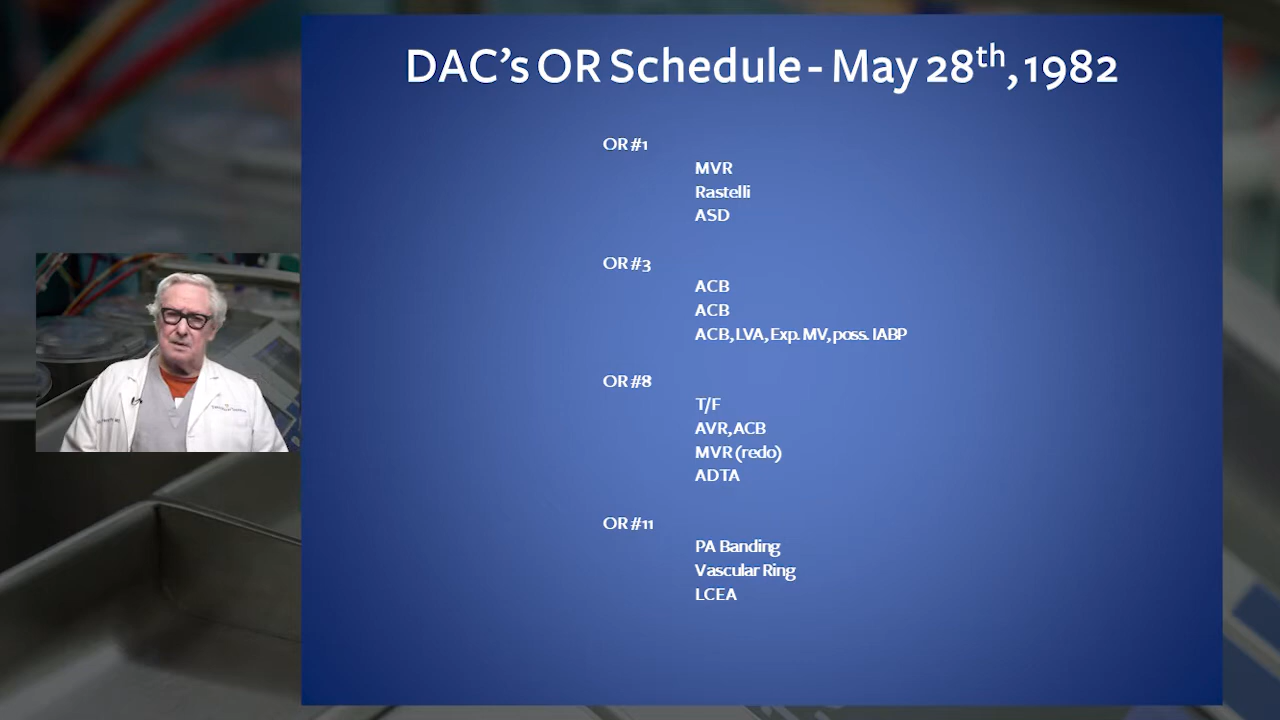 DAC's OR Schedule - May 28th, 1982
OR #1
MVR
Rastelli
ASD
OR #3
ACB
ACB
ACB, LVA, Exp. MV, poss. IABP
OR #8
T/F
AVR, ACB
MVR (redo)
ADTA
OR #11
PA Banding
Vascular Ring
LCEA